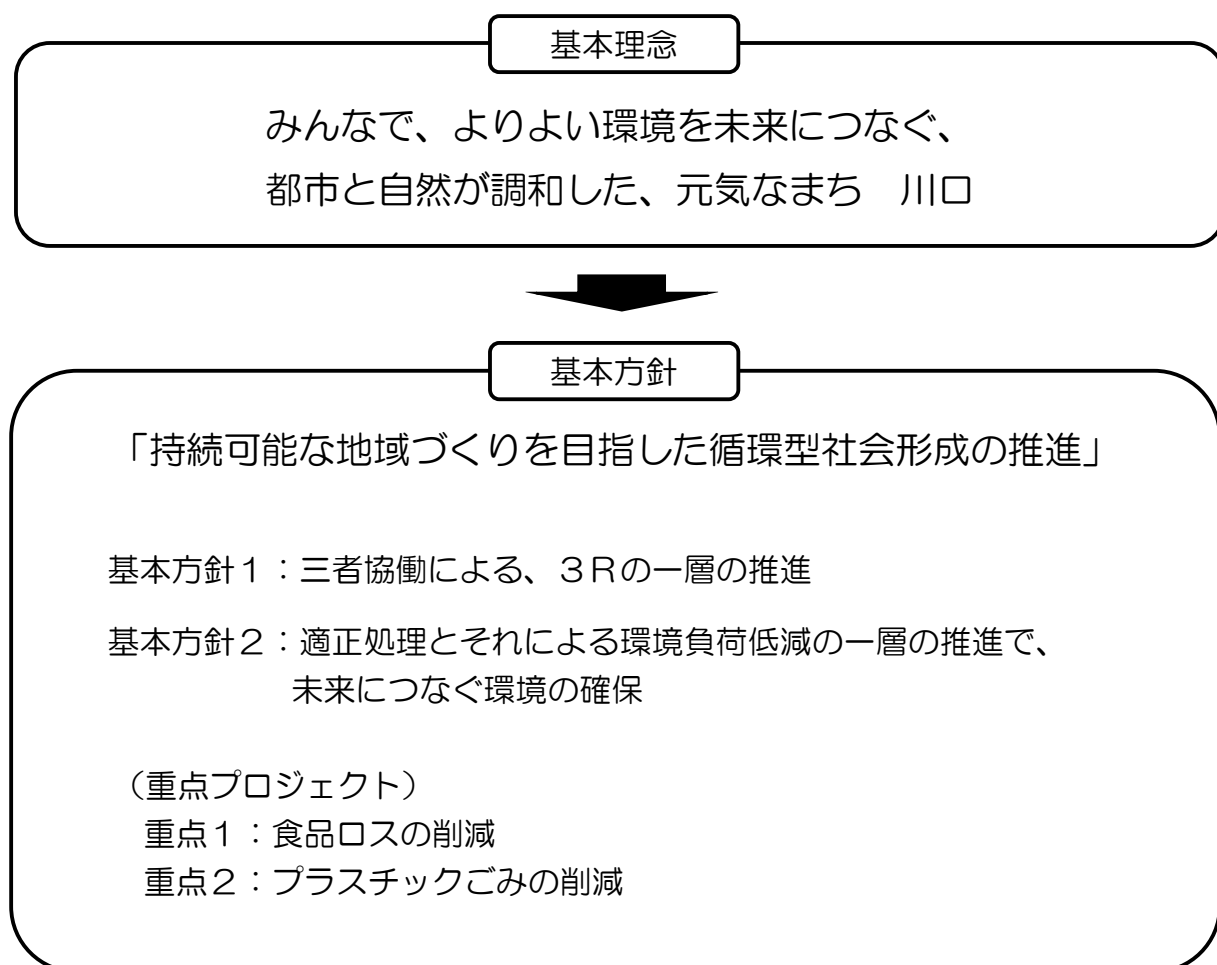 基本理念
みんなで、よりよい環境を未来につなぐ、
都市と自然が調和した、元気なまち　川口
基本方針
「持続可能な地域づくりを目指した循環型社会形成の推進」
基本方針１：三者協働による、３Ｒの一層の推進
基本方針２：適正処理とそれによる環境負荷低減の一層の推進で、
未来につなぐ環境の確保
（重点プロジェクト）
重点１：食品ロスの削減
重点２：プラスチックごみの削減